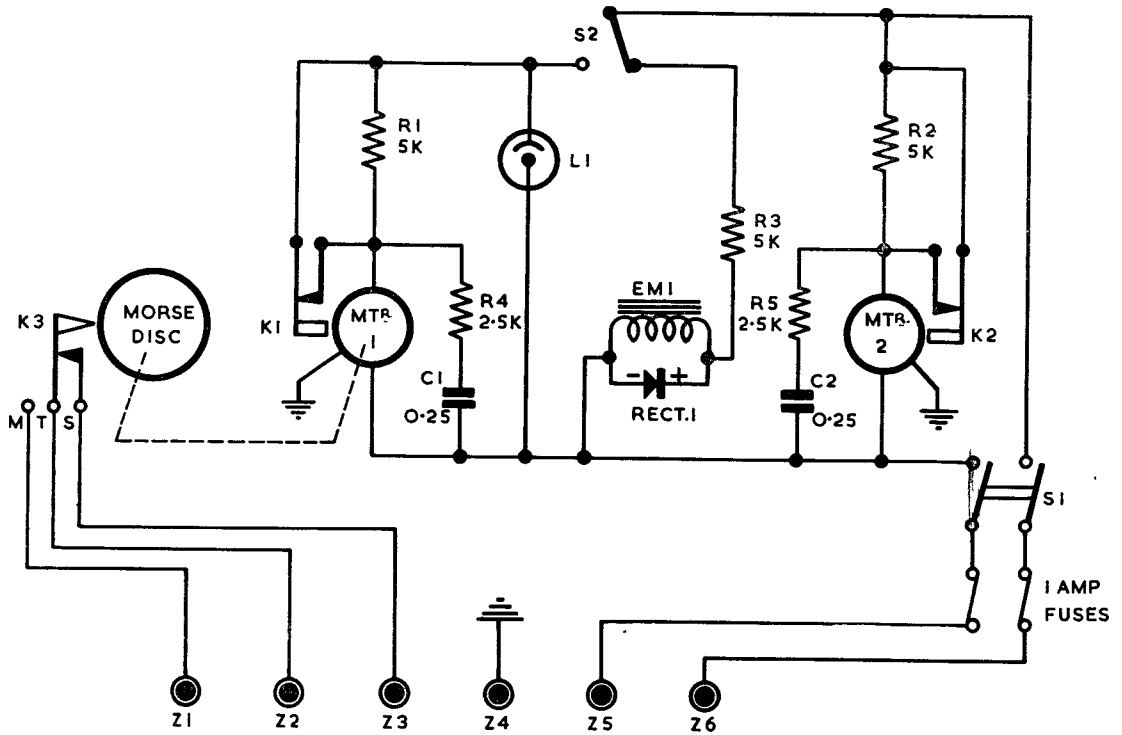 S2
R1
5K
L1
R2
5K
R3
5K
MORSE
DISC
K3
K1
MTR
1
R4
2·5K
EM1
R5
2·5K
MTR
2
K2
C1
0·25
- +
RECT.1
C2
0·25
M T S
S1
1 AMP
FUSES
Z1
Z2
Z3
Z4
Z5
Z6